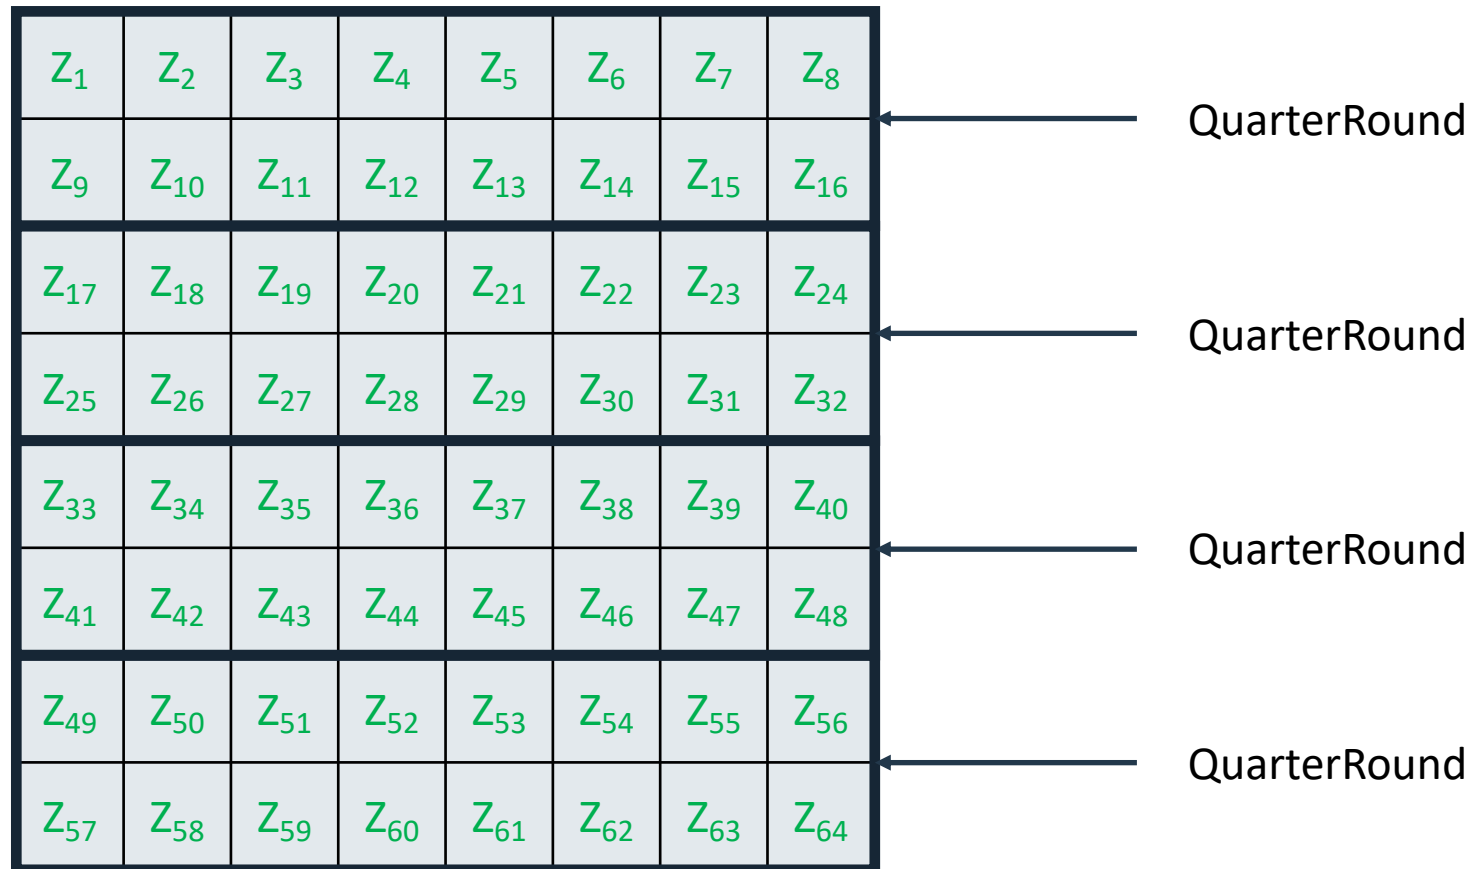 Z₁ Z₂ Z₃ Z₄ Z₅ Z₆ Z₇ Z₈
QuarterRound
Z₉ Z₁₀ Z₁₁ Z₁₂ Z₁₃ Z₁₄ Z₁₅ Z₁₆
Z₁₇ Z₁₈ Z₁₉ Z₂₀ Z₂₁ Z₂₂ Z₂₃ Z₂₄
QuarterRound
Z₂₅ Z₂₆ Z₂₇ Z₂₈ Z₂₉ Z₃₀ Z₃₁ Z₃₂
Z₃₃ Z₃₄ Z₃₅ Z₃₆ Z₃₇ Z₃₈ Z₃₉ Z₄₀
QuarterRound
Z₄₁ Z₄₂ Z₄₃ Z₄₄ Z₄₅ Z₄₆ Z₄₇ Z₄₈
Z₄₉ Z₅₀ Z₅₁ Z₅₂ Z₅₃ Z₅₄ Z₅₅ Z₅₆
QuarterRound
Z₅₇ Z₅₈ Z₅₉ Z₆₀ Z₆₁ Z₆₂ Z₆₃ Z₆₄